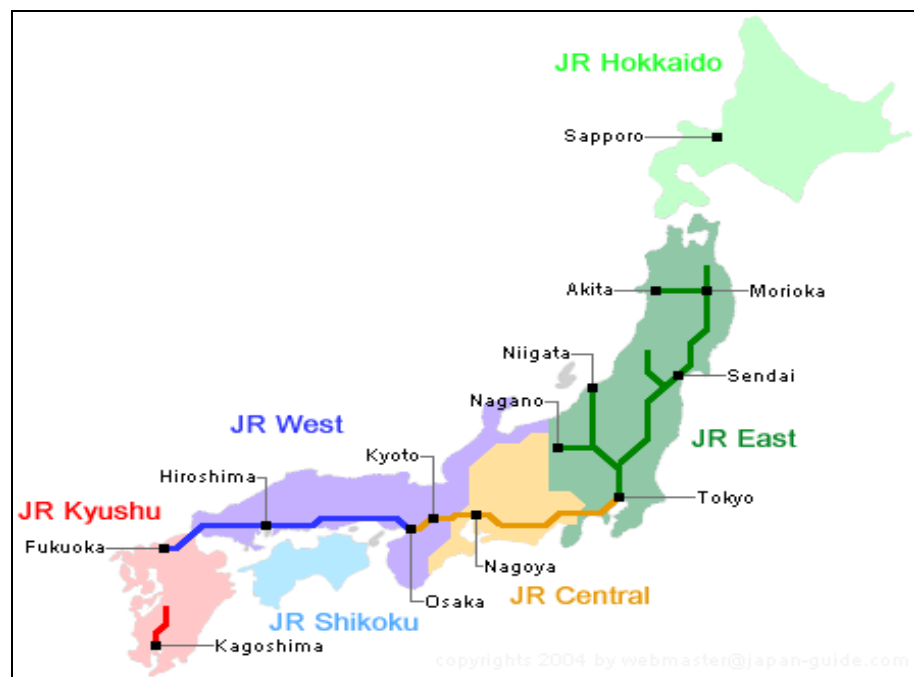 JR Hokkaido
Sapporo
Akita
Morioka
Niigata
Sendai
Nagano
JR West
JR East
Kyoto
Hiroshima
Tokyo
JR Kyushu
Fukuoka
Nagoya
Osaka
JR Central
JR Shikoku
Kagoshima
copyrights 2004 by webmaster@japan-guide.com